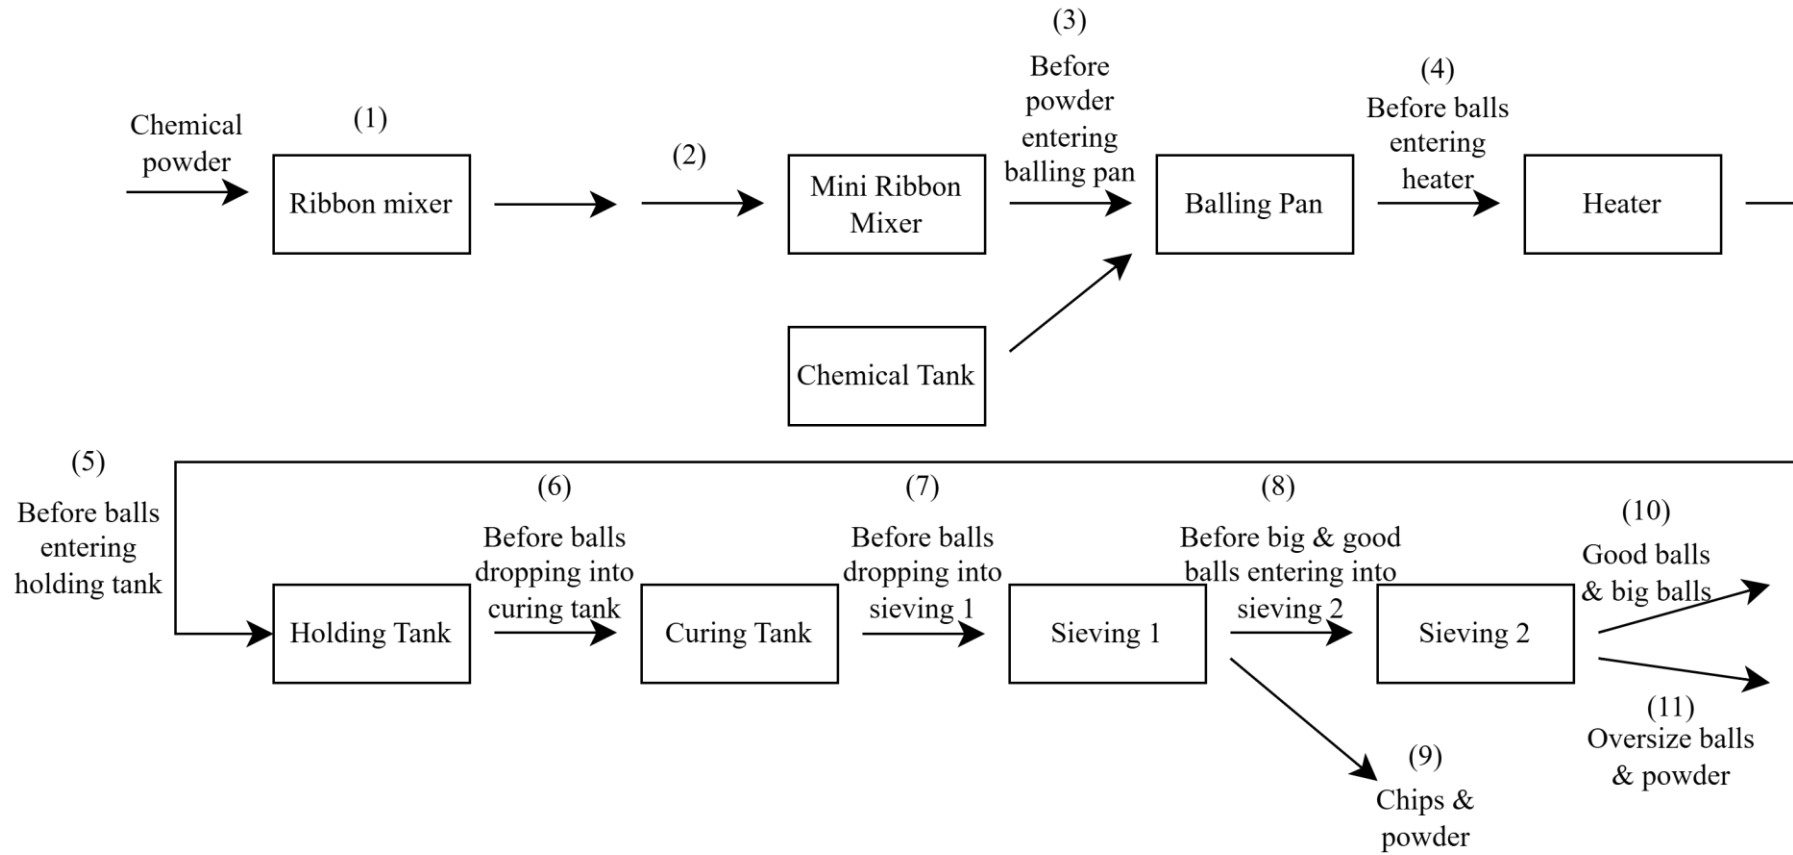 Chemical
powder
(1)
Ribbon mixer
(2)
Mini Ribbon
Mixer
(3)
Before
powder
entering
balling pan
Chemical Tank
Balling Pan
(4)
Before balls
entering
heater
Heater
(5)
Before balls
entering
holding tank
Holding Tank
(6)
Before balls
dropping into
curing tank
Curing Tank
(7)
Before balls
dropping into
sieving 1
Sieving 1
(8)
Before big & good
balls entering into
sieving 2
Sieving 2
(9)
Chips &
powder
(10)
Good balls
& big balls
(11)
Oversize balls
& powder